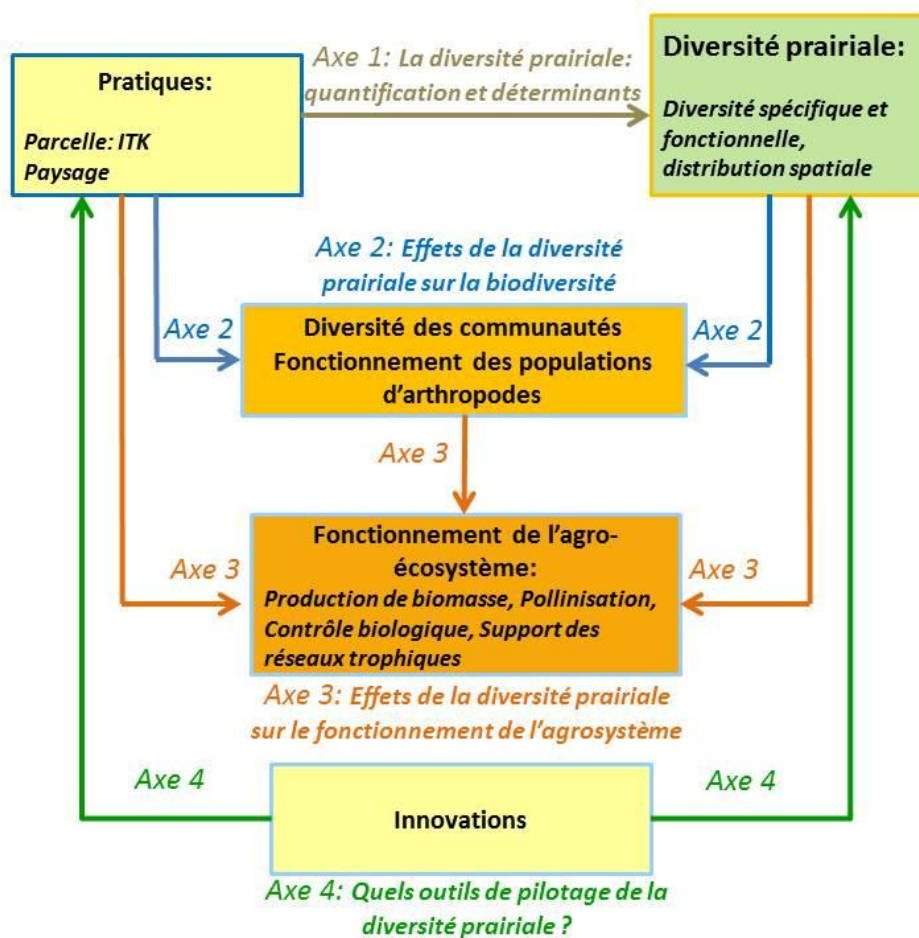 Pratiques:
Parcelle: ITK
Paysage
Axe 1: La diversité prairiale:
quantification et déterminants
Diversité prairiale:
Diversité spécifique et
fonctionnelle,
distribution spatiale
Axe 2: Effets de la diversité
prairiale sur la biodiversité
Axe 2
Axe 2
Diversité des communautés
Fonctionnement des populations
d'arthropodes
Axe 3
Axe 3
Axe 3
Fonctionnement de l'agro-
écosystème:
Production de biomasse, Pollinisation,
Contrôle biologique, Support des
réseaux trophiques
Axe 3: Effets de la diversité prairiale
sur le fonctionnement de l'agrosystème
Axe 4
Axe 4
Innovations
Axe 4: Quels outils de pilotage de la
diversité prairiale ?